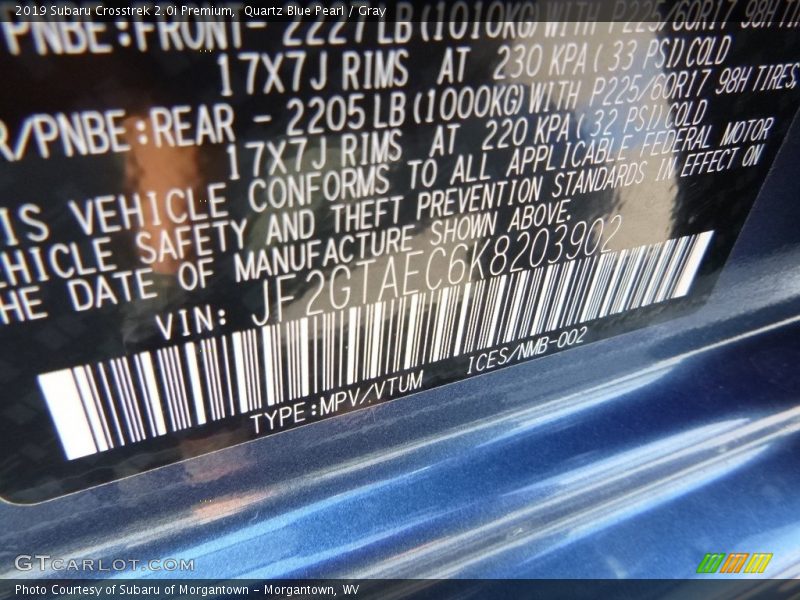 2019 Subaru Crosstrek 2.0i Premium,  Quartz Blue Pearl / Gray
PNBE:FRONT- 2227 LB (1010KG) WITH P225/60R17 98H
17X7J RIMS AT 230 KPA ( 33 PSI) COLD
R/PNBE:REAR - 2205 LB (1000KG) WITH P225/60R17 98H TIRES,
17X7J RIMS AT 220 KPA ( 32 PSI) COLD
IS VEHICLE CONFORMS TO ALL APPLICABLE FEDERAL MOTOR
EHICLE SAFETY AND THEFT PREVENTION STANDARDS IN EFFECT ON
HE DATE OF MANUFACTURE SHOWN ABOVE.
VIN: JF2GTAEC6K8203902
TYPE:MPV/VTUM ICES/NMB-002
GTCARLOT.COM
Photo Courtesy of Subaru of Morgantown - Morgantown, WV